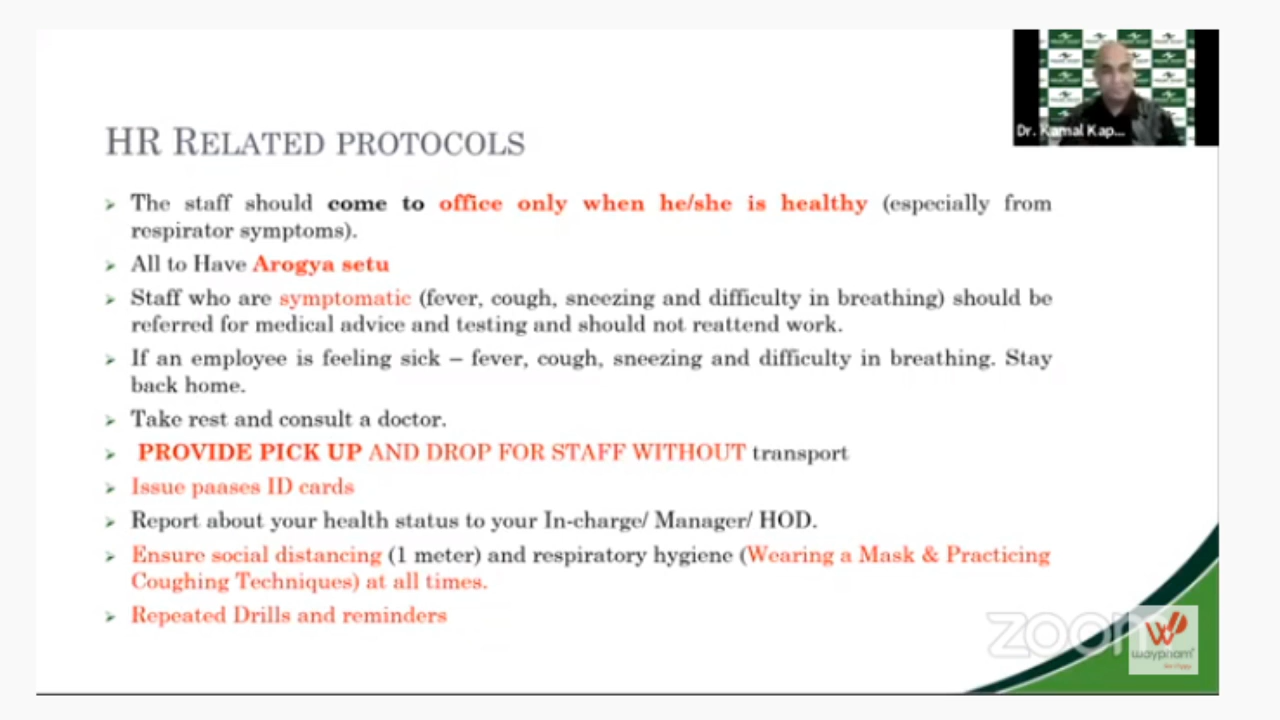 Dr. Kamal Kap...
HR RELATED PROTOCOLS
The staff should come to office only when he/she is healthy (especially from
respirator symptoms).
All to Have Arogya setu
Staff who are symptomatic (fever, cough, sneezing and difficulty in breathing) should be
referred for medical advice and testing and should not reattend work.
If an employee is feeling sick – fever, cough, sneezing and difficulty in breathing. Stay
back home.
Take rest and consult a doctor.
PROVIDE PICK UP AND DROP FOR STAFF WITHOUT transport
Issue paases ID cards
Report about your health status to your In-charge/ Manager/ HOD.
Ensure social distancing (1 meter) and respiratory hygiene (Wearing a Mask & Practicing
Coughing Techniques) at all times.
Repeated Drills and reminders
zoom